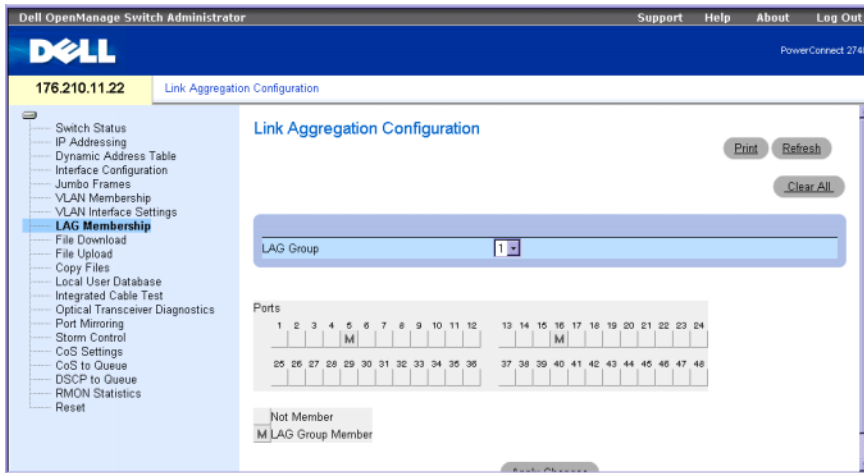 Dell OpenManage Switch Administrator Support Help About Log Out
DELL
PowerConnect 274
176.210.11.22 Link Aggregation Configuration
Switch Status
IP Addressing
Dynamic Address Table
Interface Configuration
Jumbo Frames
VLAN Membership
VLAN Interface Settings
LAG Membership
File Download
File Upload
Copy Files
Local User Database
Integrated Cable Test
Optical Transceiver Diagnostics
Port Mirroring
Storm Control
CoS Settings
CoS to Queue
DSCP to Queue
RMON Statistics
Reset
Link Aggregation Configuration
Print Refresh
Clear All
LAG Group 1
Ports
1 2 3 4 5 6 7 8 9 10 11 12 13 14 15 16 17 18 19 20 21 22 23 24
M M
25 26 27 28 29 30 31 32 33 34 35 36 37 38 39 40 41 42 43 44 45 46 47 48
Not Member
M LAG Group Member
Apply Changes